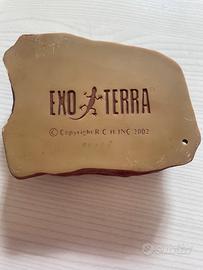 EXO TERRA
© Copyright R.C.H. INC 2002